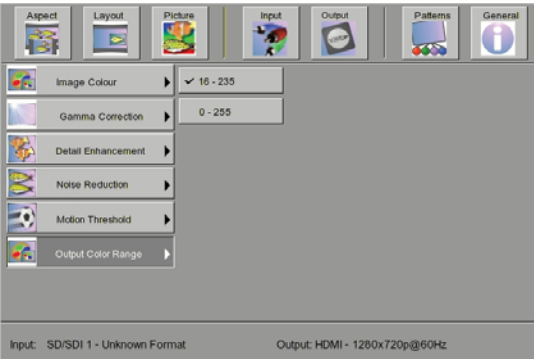 Aspect Layout Picture Input Output Patterns General
Image Colour ✓ 16 - 235
Gamma Correction 0 - 255
Detail Enhancement
Noise Reduction
Motion Threshold
Output Color Range
Input: SD/SDI 1 - Unknown Format Output: HDMI - 1280x720p@60Hz